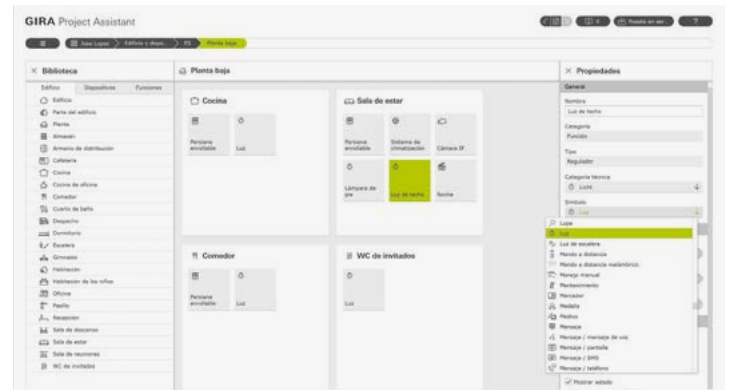 GIRA Project Assistant
Planta baja
× Biblioteca
Planta baja
× Propiedades
Edificio Dispositivos Funciones
General
Edificio
Parte del edificio
Planta
Almacén
Armario de distribución
Cafetería
Cocina
Cocina de oficina
Comedor
Cuarto de baño
Despacho
Dormitorio
Escalera
Gimnasio
Habitación
Habitación de los niños
Oficina
Pasillo
Recepción
Sala de descanso
Sala de estar
Sala de reuniones
WC de invitados
Cocina
Persiana enrollable
Luz
Sala de estar
Persiana enrollable
Sistema de climatización
Cámara IP
Lámpara de pie
Luz de techo
Noche
Comedor
Persiana enrollable
Luz
WC de invitados
Luz
Nombre
Luz de techo
Categoría
Función
Tipo
Regulador
Categoría técnica
Símbolo
Luz
Lupa
Luz
Luz de escalera
Mando a distancia
Mando a distancia inalámbrico
Manejo manual
Mantenimiento
Marcador
Medalla
Medios
Mensaje
Mensaje / mensaje de voz
Mensaje / pantalla
Mensaje / SMS
Mensaje / teléfono
Mostrar estado